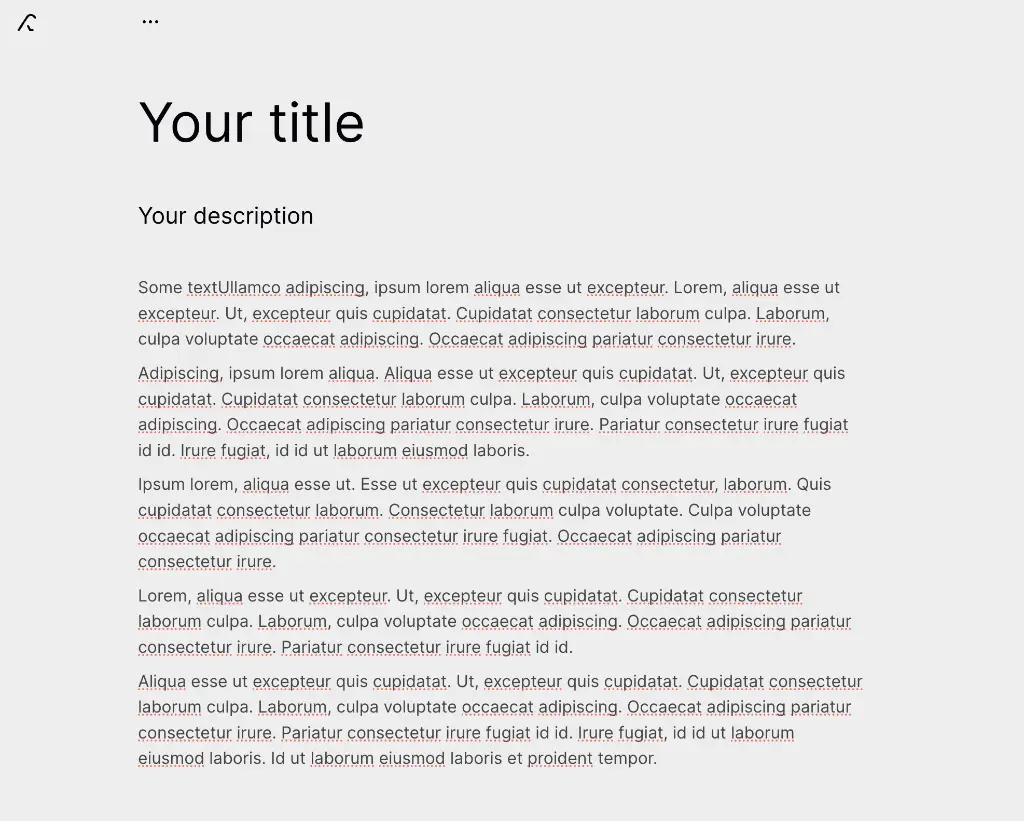 ...
Your title
Your description
Some textUllamco adipiscing, ipsum lorem aliqua esse ut excepteur. Lorem, aliqua esse ut
excepteur. Ut, excepteur quis cupidatat. Cupidatat consectetur laborum culpa. Laborum,
culpa voluptate occaecat adipiscing. Occaecat adipiscing pariatur consectetur irure.
Adipiscing, ipsum lorem aliqua. Aliqua esse ut excepteur quis cupidatat. Ut, excepteur quis
cupidatat. Cupidatat consectetur laborum culpa. Laborum, culpa voluptate occaecat
adipiscing. Occaecat adipiscing pariatur consectetur irure. Pariatur consectetur irure fugiat
id id. Irure fugiat, id id ut laborum eiusmod laboris.
Ipsum lorem, aliqua esse ut. Esse ut excepteur quis cupidatat consectetur, laborum. Quis
cupidatat consectetur laborum. Consectetur laborum culpa voluptate. Culpa voluptate
occaecat adipiscing pariatur consectetur irure fugiat. Occaecat adipiscing pariatur
consectetur irure.
Lorem, aliqua esse ut excepteur. Ut, excepteur quis cupidatat. Cupidatat consectetur
laborum culpa. Laborum, culpa voluptate occaecat adipiscing. Occaecat adipiscing pariatur
consectetur irure. Pariatur consectetur irure fugiat id id.
Aliqua esse ut excepteur quis cupidatat. Ut, excepteur quis cupidatat. Cupidatat consectetur
laborum culpa. Laborum, culpa voluptate occaecat adipiscing. Occaecat adipiscing pariatur
consectetur irure. Pariatur consectetur irure fugiat id id. Irure fugiat, id id ut laborum
eiusmod laboris. Id ut laborum eiusmod laboris et proident tempor.